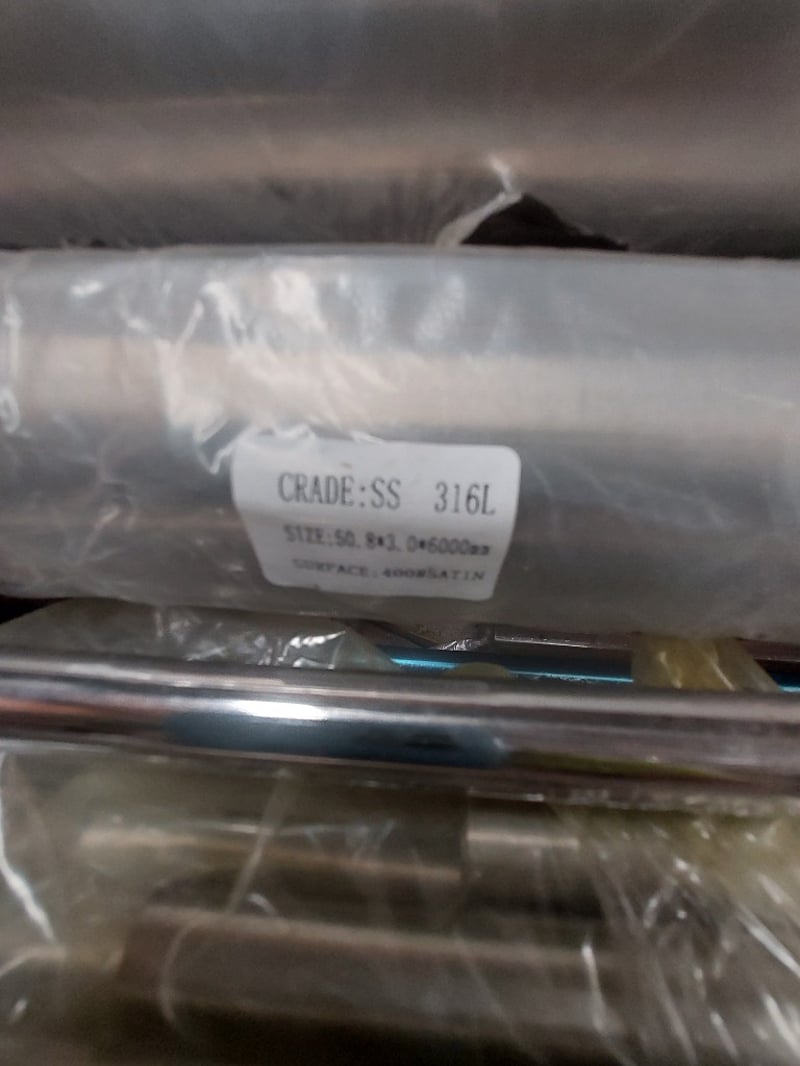 CRADE:SS 316L
SIZE:50.8*3.0*6000mm
SURFACE:400#SATIN